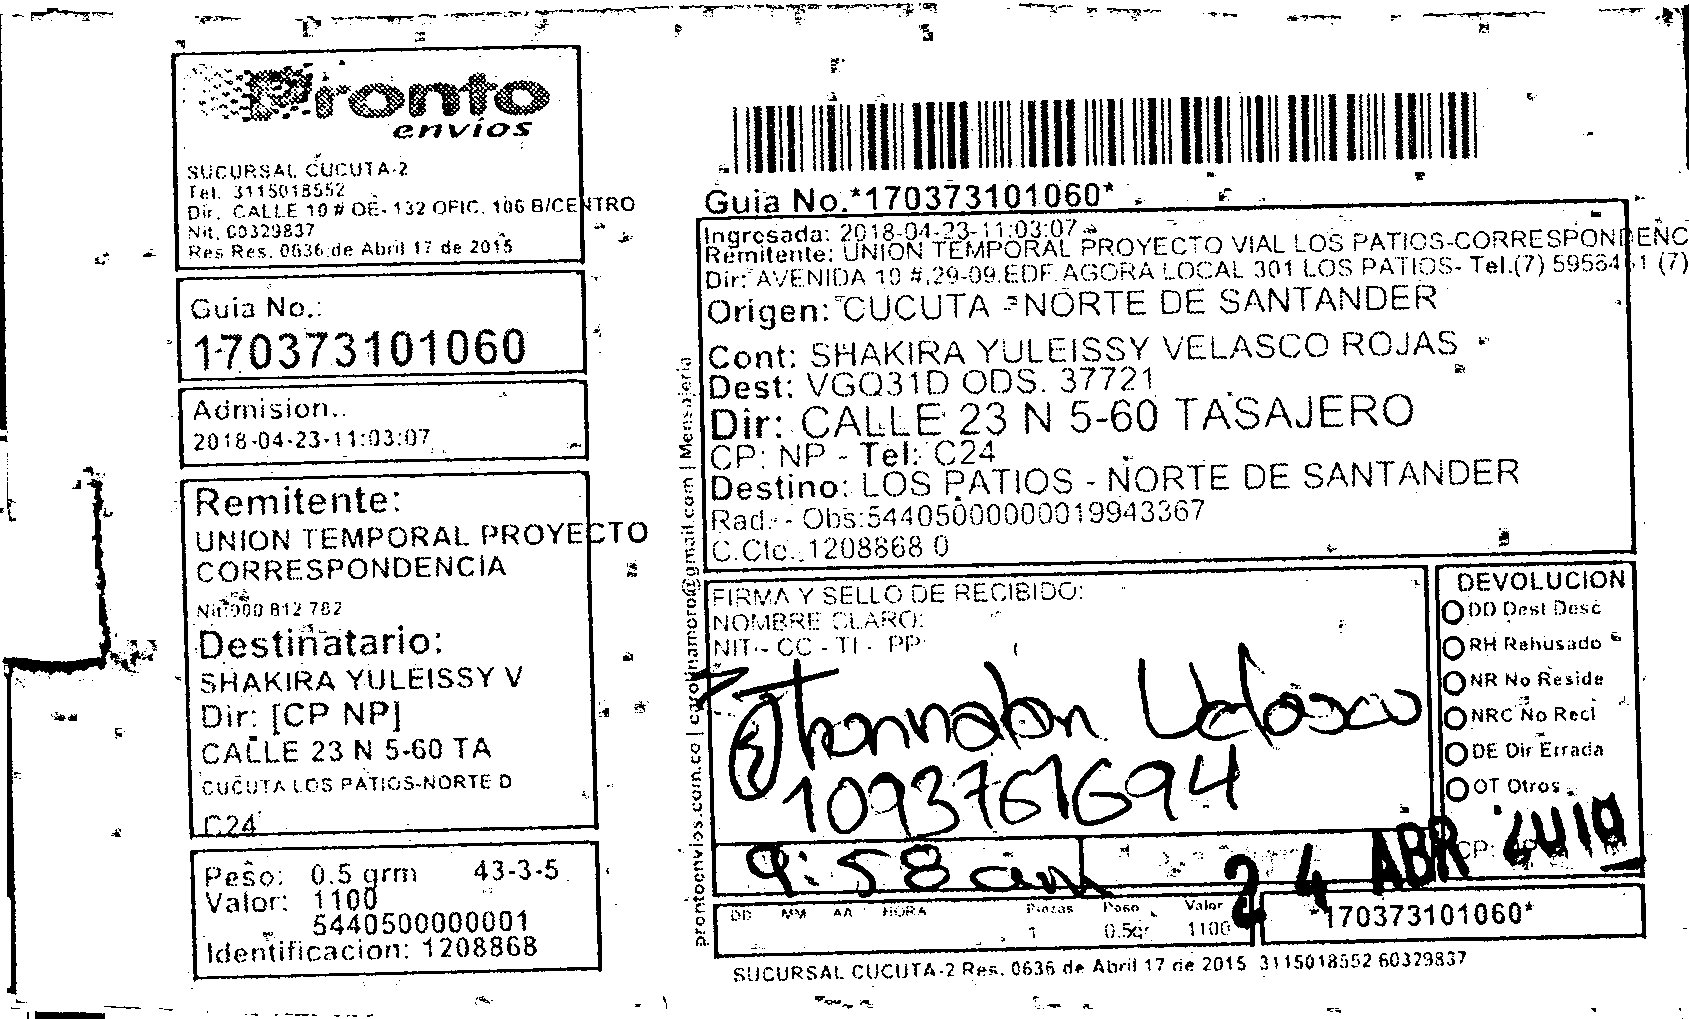 Pronto
envíos
SUCURSAL CUCUTA-2
Tel. 3115018552
Dir. CALLE 10 # OE-132 OFIC. 106 B/CENTRO
Nit. 60329837
Res Res. 0636 de Abril 17 de 2015
Guia No.:
170373101060
Admision..
2018-04-23-11:03:07
Remitente:
UNION TEMPORAL PROYECTO
CORRESPONDENCIA
Nit 900 812 782
Destinatario:
SHAKIRA YULEISSY V
Dir: [CP NP]
CALLE 23 N 5-60 TA
CUCUTA LOS PATIOS-NORTE D
C24
Peso: 0.5 grm 43-3-5
Valor: 1100
5440500000001
Identificacion: 1208868
prontoenvios.com.co | carolinamoro@gmail.com | Mensajeria
Guia No.*170373101060*
Ingresada: 2018-04-23-11:03:07
Remitente: UNION TEMPORAL PROYECTO VIAL LOS PATIOS-CORRESPONDENC
Dir: AVENIDA 10 #.29-09 EDF.AGORA LOCAL 301 LOS PATIOS- Tel.(7) 5956461 (7)
Origen: CUCUTA - NORTE DE SANTANDER
Cont: SHAKIRA YULEISSY VELASCO ROJAS
Dest: VGO31D ODS. 37721
Dir: CALLE 23 N 5-60 TASAJERO
CP: NP - Tel: C24
Destino: LOS PATIOS - NORTE DE SANTANDER
Rad.- Obs:544050000000019943367
C.Cto.. 1208868 0
FIRMA Y SELLO DE RECIBIDO:
NOMBRE CLARO:
NIT - CC - TI - PP
Jhonnatan Velasco
1093761694
9:58 am
24 ABR 2018
DEVOLUCION
DD Dest Desc
RH Rehusado
NR No Reside
NRC No Recl
DE Dir Errada
OT Otros
CP:
DD MM AA HORA Piezas Peso Valor
1 0.5gr 1100
*170373101060*
SUCURSAL CUCUTA-2 Res. 0636 de Abril 17 de 2015 3115018552 60329837